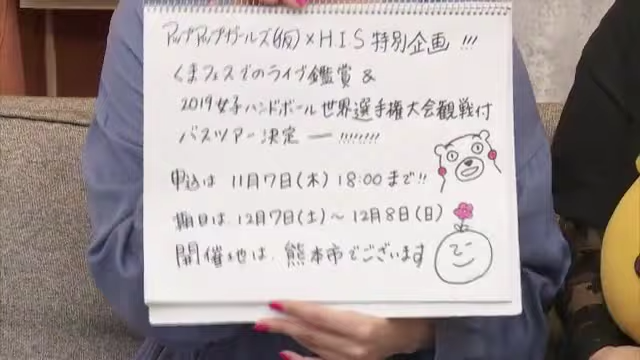 アップアップガールズ(仮)×HIS特別企画!!!
くまフェスでのライブ鑑賞&
2019女子ハンドボール世界選手権大会観戦付
バスツアー決定ー!!!!!!!!
申込は 11月7日(木) 18:00まで!!
期日は 12月7日(土)~12月8日(日)
開催地は、熊本市でございます